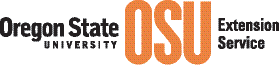 Oregon State
UNIVERSITY
OSU
Extension
Service